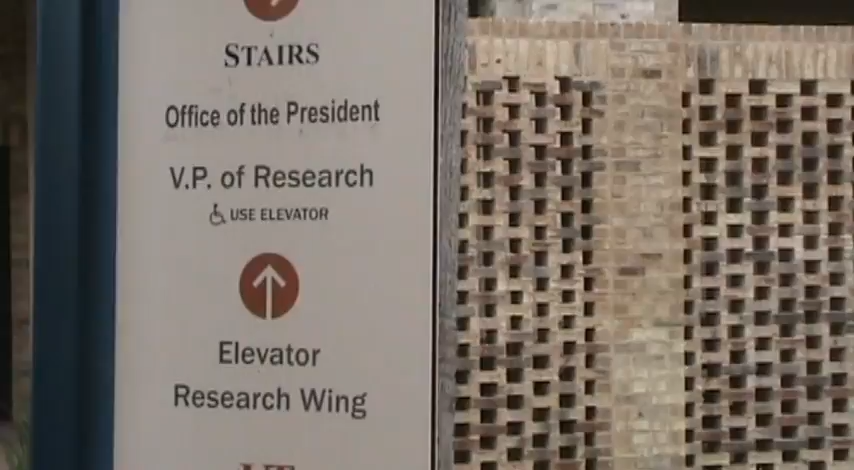 STAIRS
Office of the President
V.P. of Research
USE ELEVATOR
Elevator
Research Wing